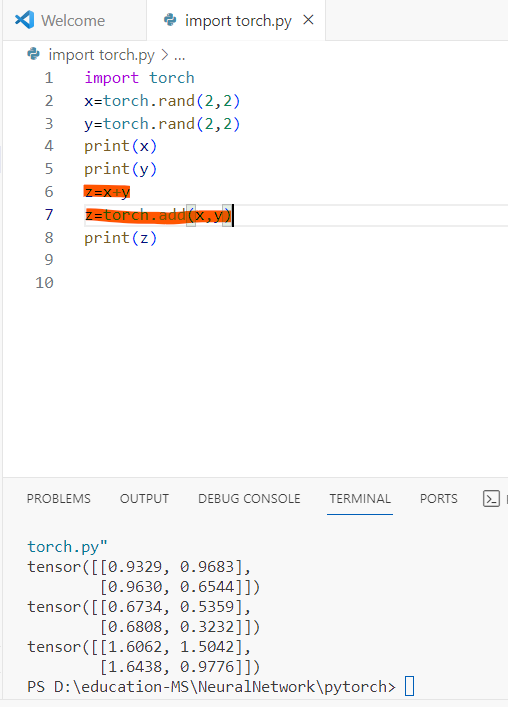 Welcome
import torch.py ×
import torch.py > ...
1 import torch
2 x=torch.rand(2,2)
3 y=torch.rand(2,2)
4 print(x)
5 print(y)
6 z=x+y
7 z=torch.add(x,y)
8 print(z)
9
10
PROBLEMS OUTPUT DEBUG CONSOLE TERMINAL PORTS
torch.py"
tensor([[0.9329, 0.9683],
[0.9630, 0.6544]])
tensor([[0.6734, 0.5359],
[0.6808, 0.3232]])
tensor([[1.6062, 1.5042],
[1.6438, 0.9776]])
PS D:\education-MS\NeuralNetwork\pytorch>